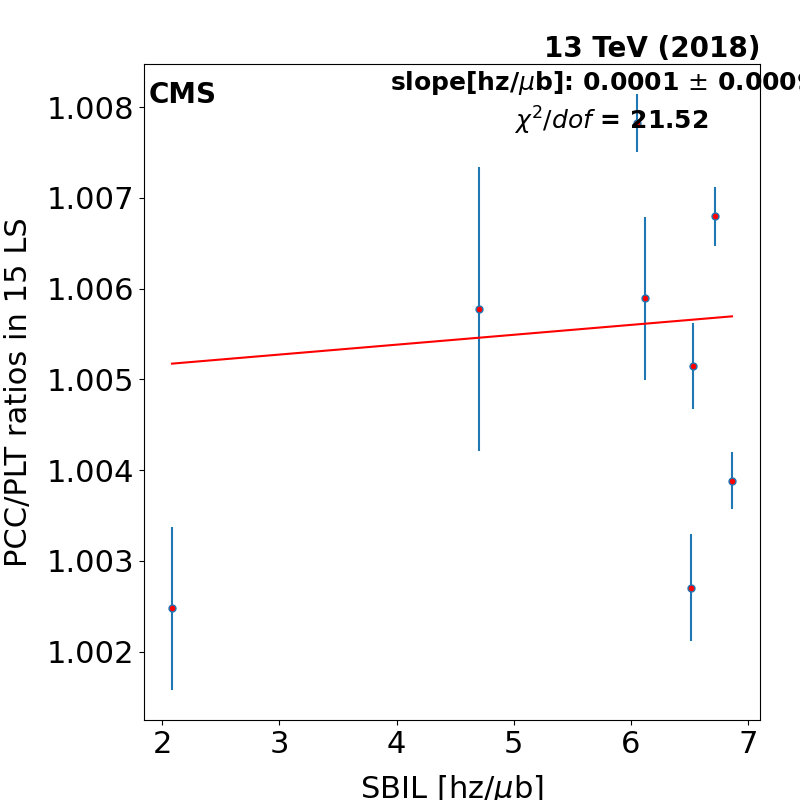 13 TeV (2018)
CMS
slope[hz/μb]: 0.0001 ± 0.0009
χ²/dof = 21.52
1.008
1.007
1.006
1.005
1.004
1.003
1.002
PCC/PLT ratios in 15 LS
2 3 4 5 6 7
SBIL [hz/μb]